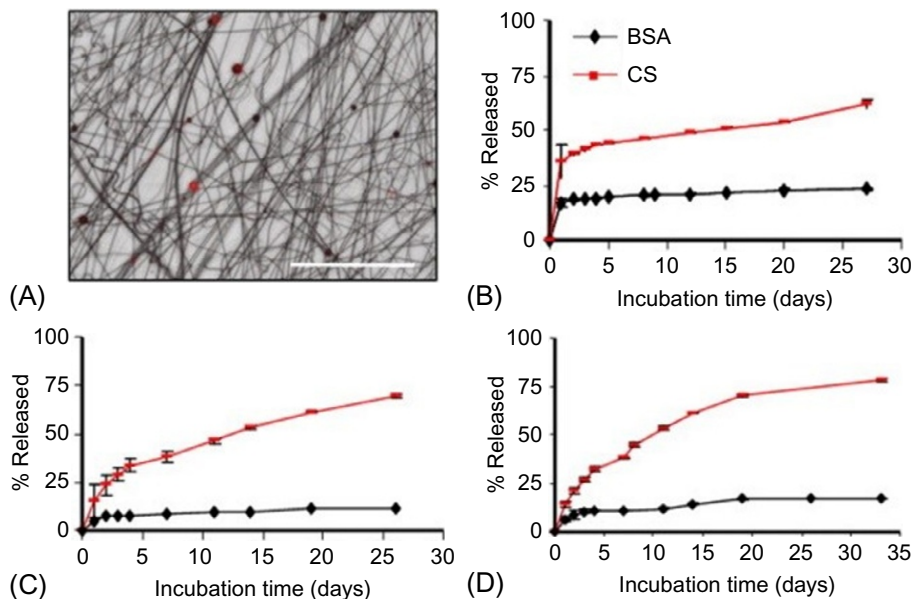 (A)
(B)
% Released
100
75
50
25
0
BSA
CS
0 5 10 15 20 25 30
Incubation time (days)
(C)
% Released
100
75
50
25
0
0 5 10 15 20 25 30
Incubation time (days)
(D)
% Released
100
75
50
25
0
0 5 10 15 20 25 30 35
Incubation time (days)